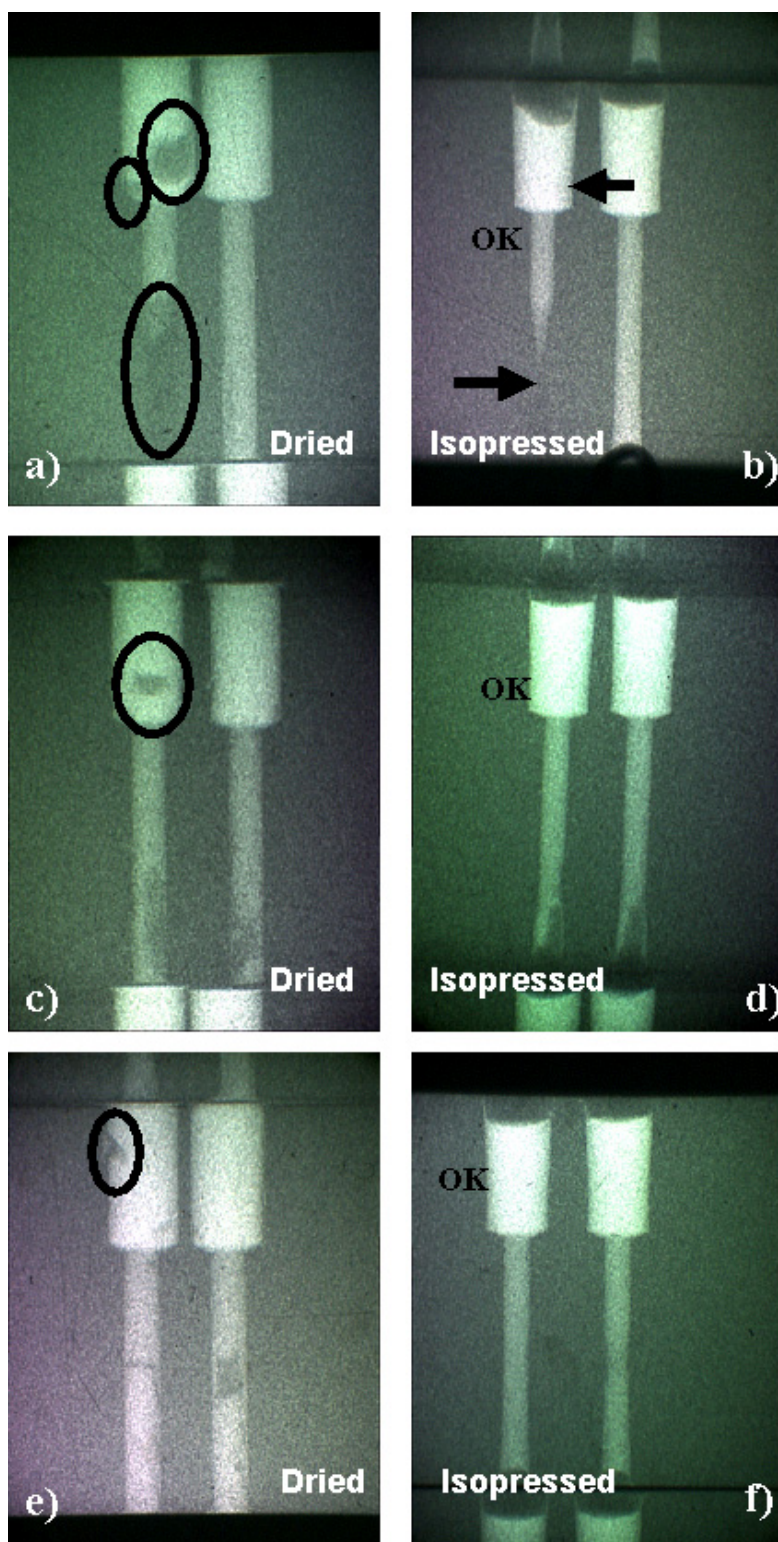 OK
Dried
a)
Isopressed
b)
OK
Dried
c)
Isopressed
d)
OK
Dried
e)
Isopressed
f)